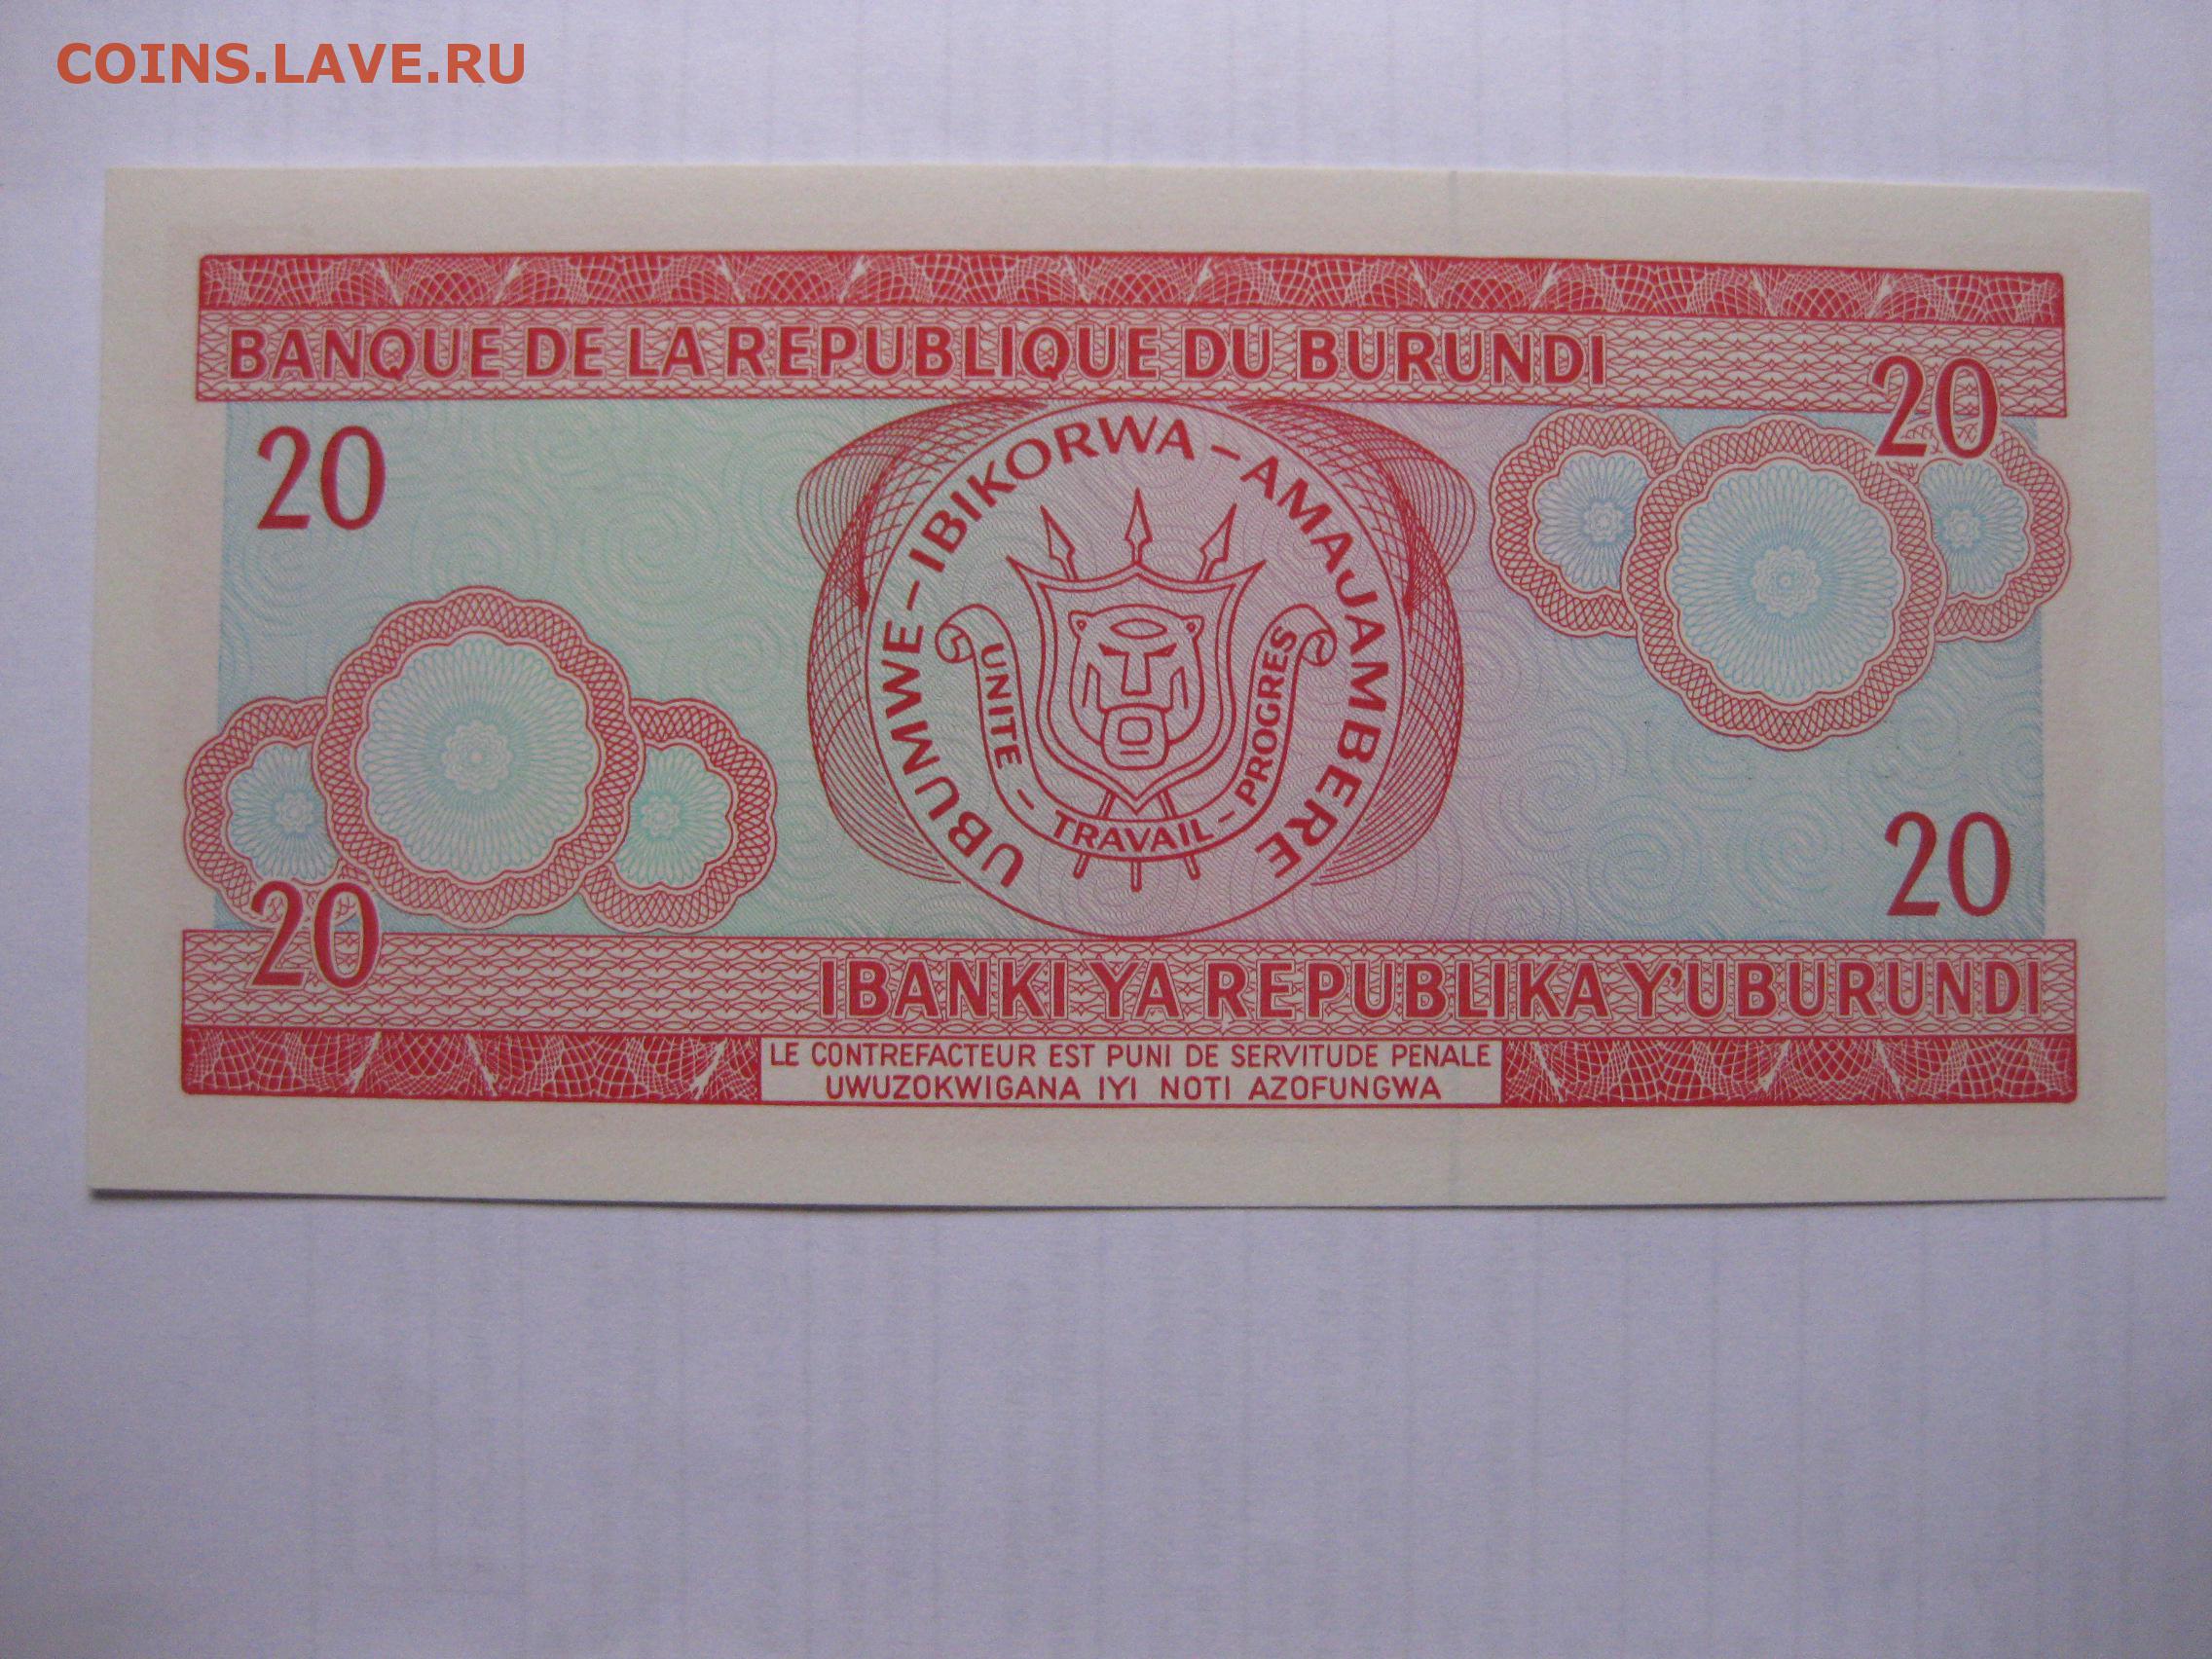 COINS.LAVE.RU
BANQUE DE LA REPUBLIQUE DU BURUNDI
20
20
UBUMWE-IBIKORWA-AMAJAMBERE
UNITE - TRAVAIL - PROGRES
20
20
IBANKI YA REPUBLIKA Y'UBURUNDI
LE CONTREFACTEUR EST PUNI DE SERVITUDE PENALE
UWUZOKWIGANA IYI NOTI AZOFUNGWA